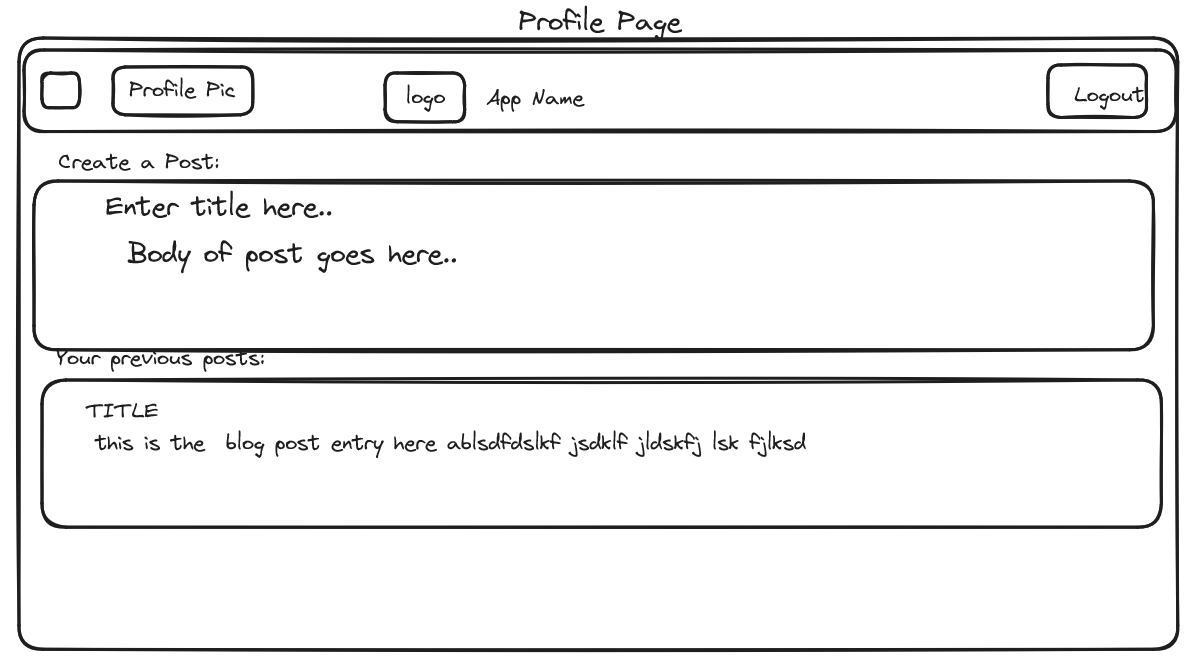 Profile Page
Profile Pic
logo
App Name
Logout
Create a Post:
Enter title here..
Body of post goes here..
Your previous posts:
TITLE
this is the blog post entry here ablsdfdslkf jsdklf jldskfj lsk fjlksd